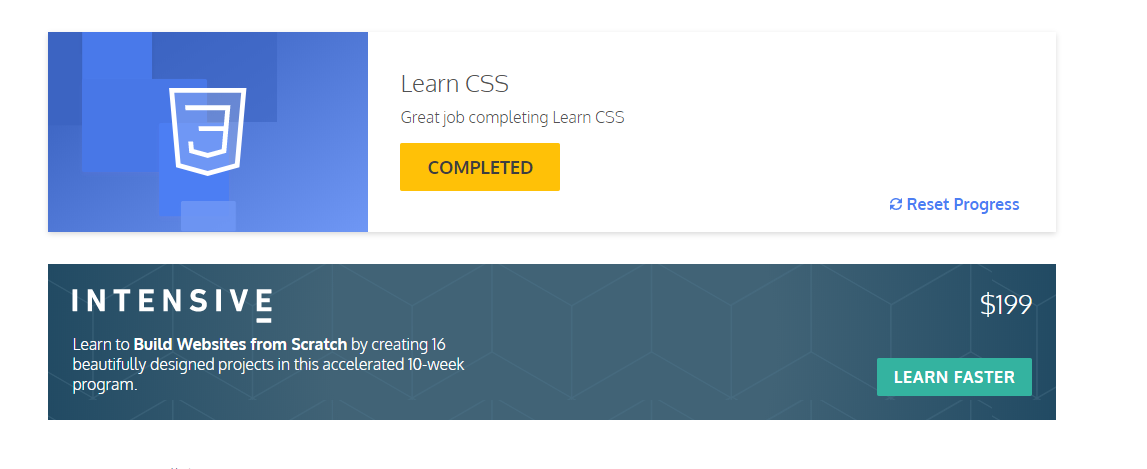 Learn CSS
Great job completing Learn CSS
COMPLETED
Reset Progress
INTENSIVE
$199
Learn to Build Websites from Scratch by creating 16
beautifully designed projects in this accelerated 10-week
program.
LEARN FASTER